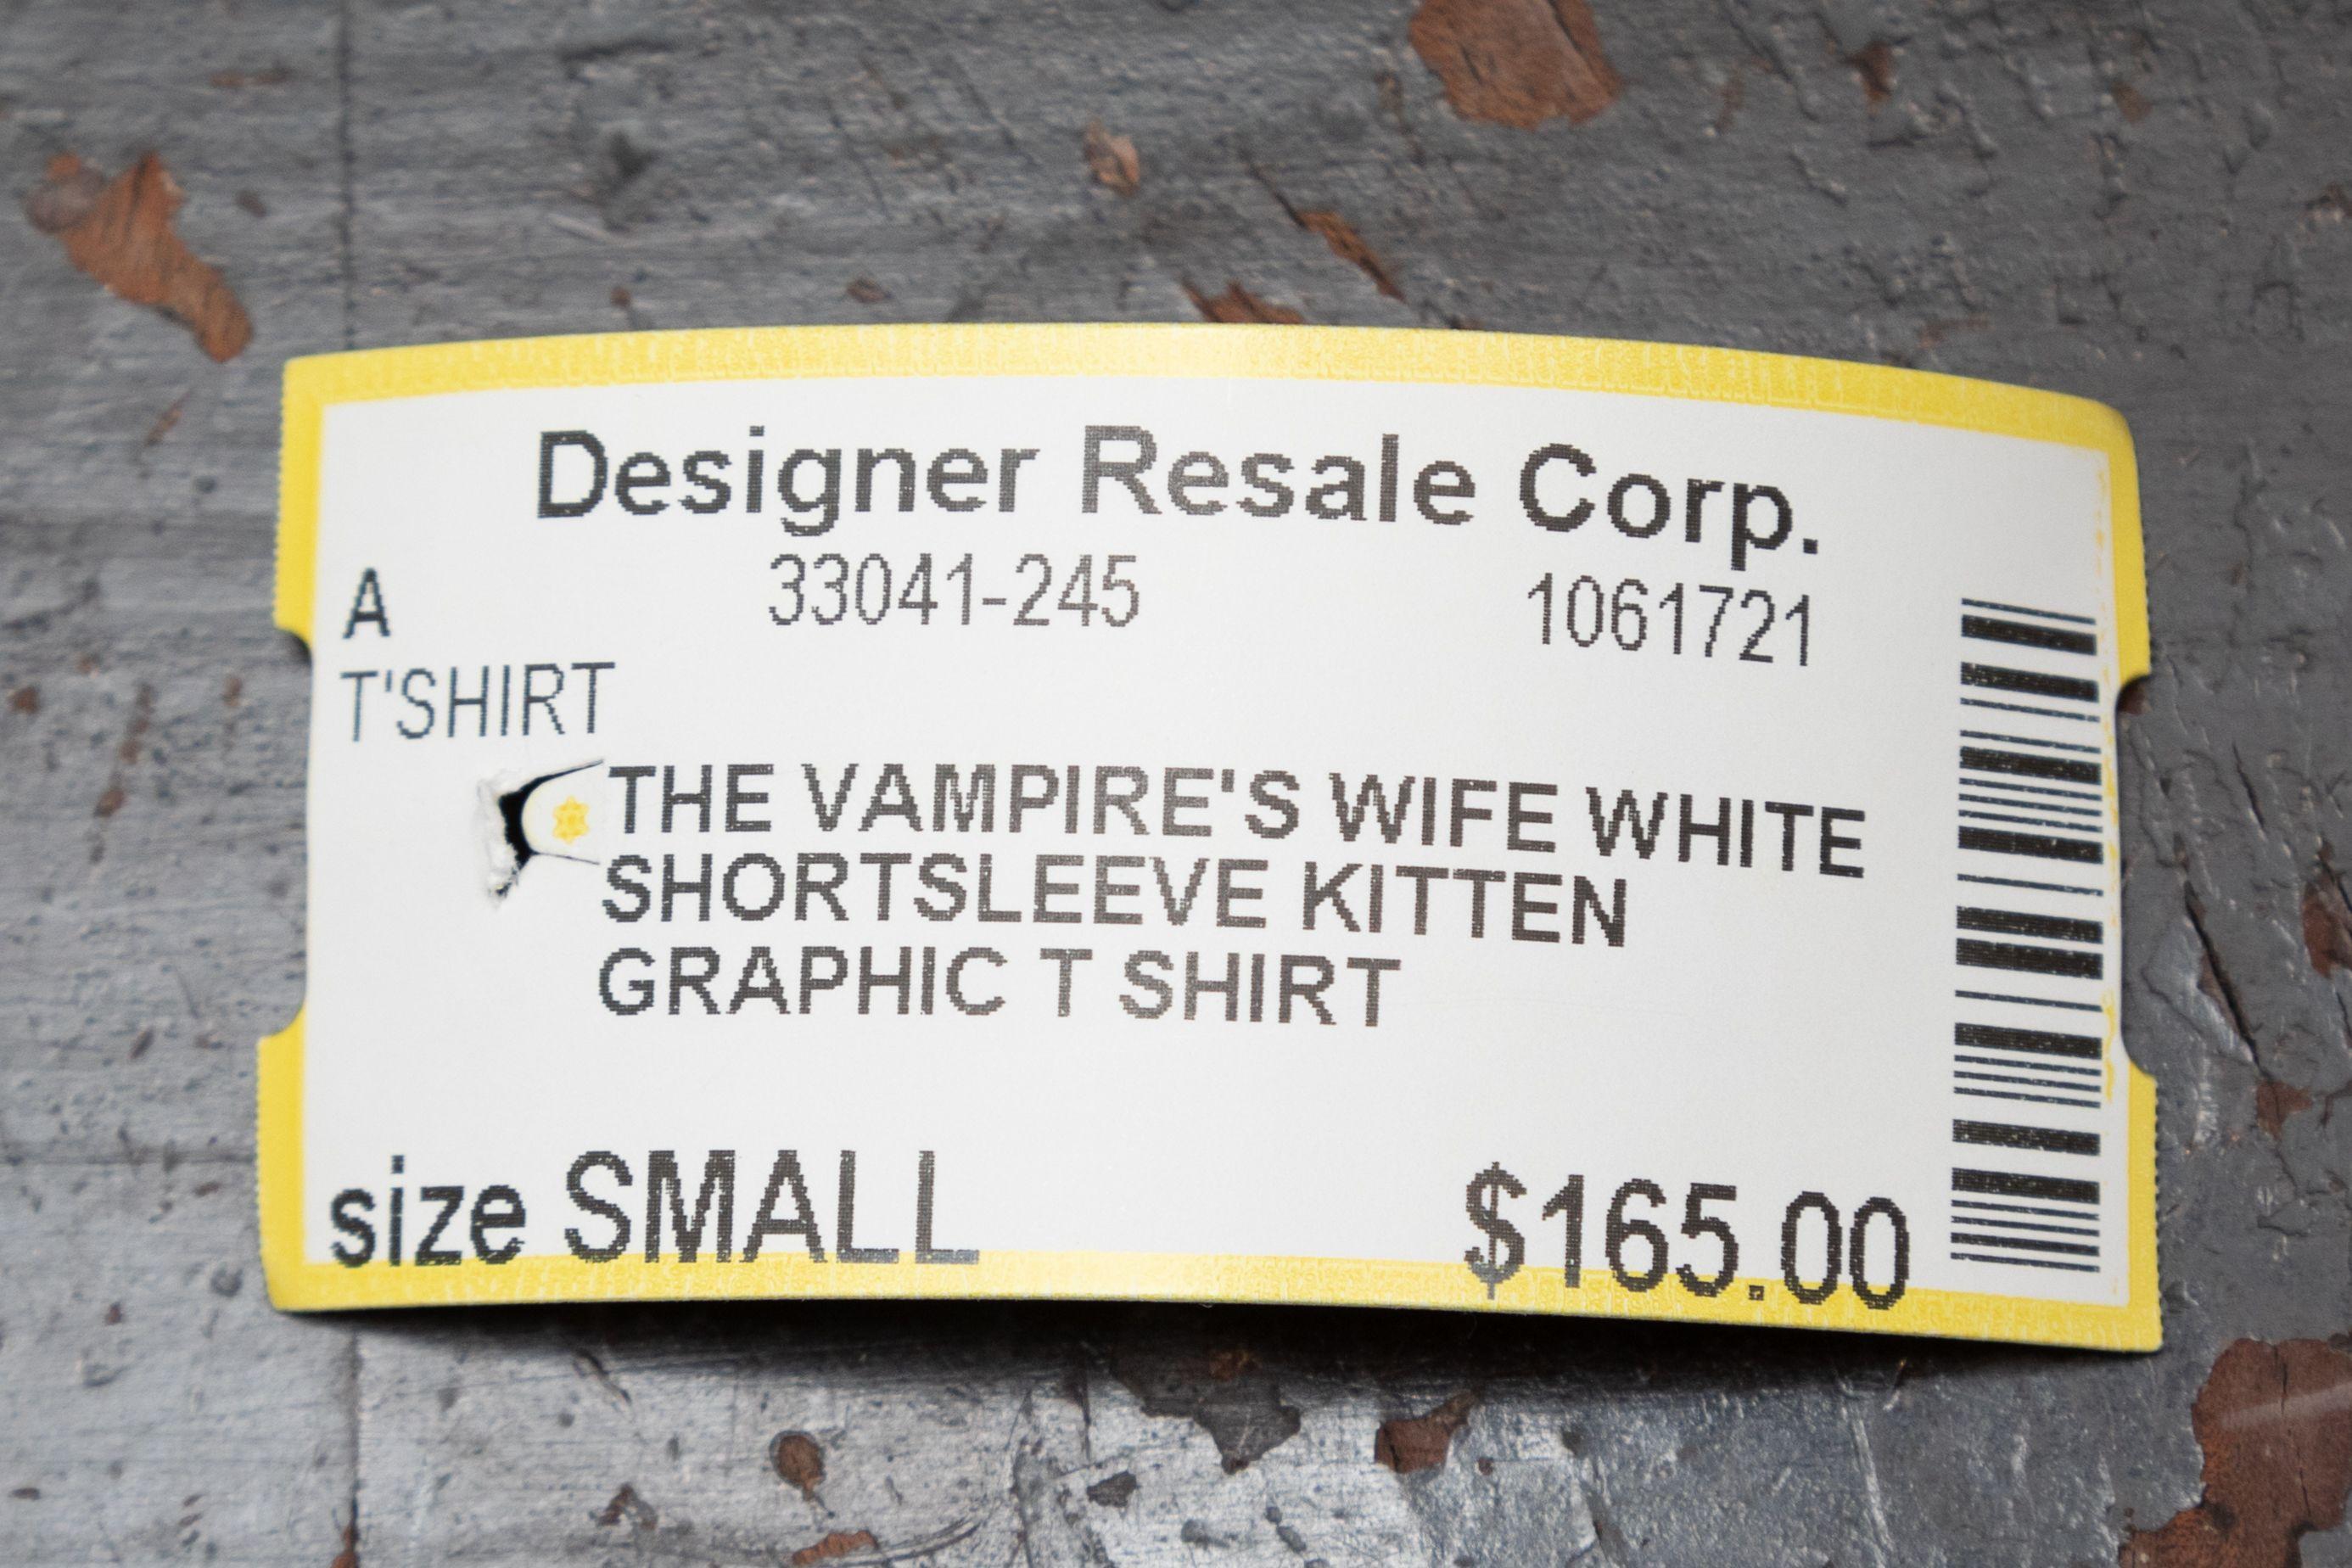 Designer Resale Corp.
33041-245 1061721
A
T'SHIRT
THE VAMPIRE'S WIFE WHITE
SHORTSLEEVE KITTEN
GRAPHIC T SHIRT
size SMALL $165.00